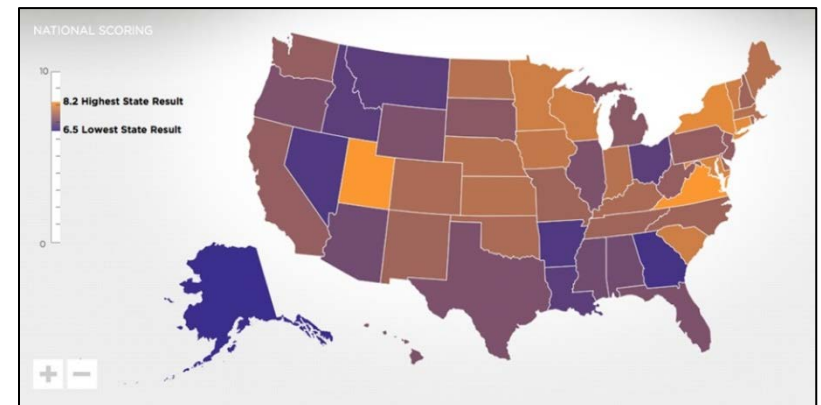 NATIONAL SCORING
10
8.2 Highest State Result
6.5 Lowest State Result
0
+ −